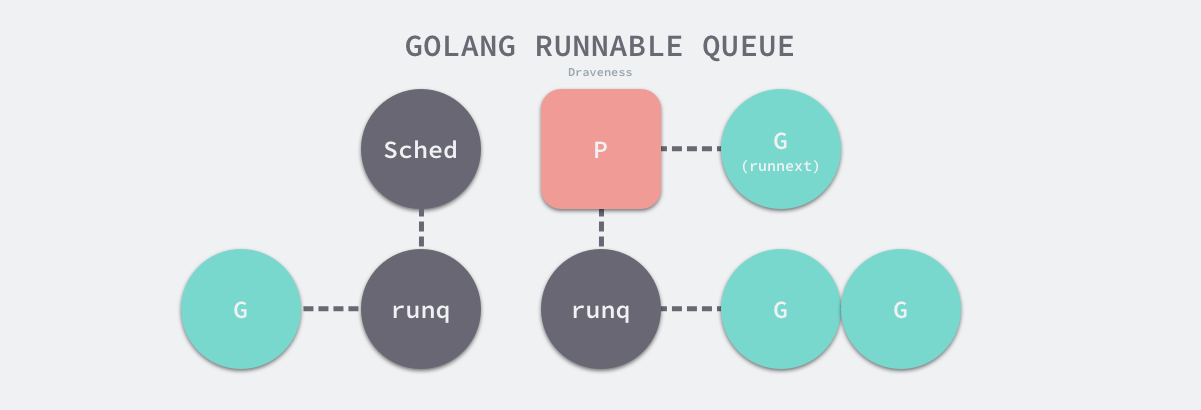 GOLANG RUNNABLE QUEUE
Draveness
Sched
P
G
(runnext)
G
runq
runq
G
G